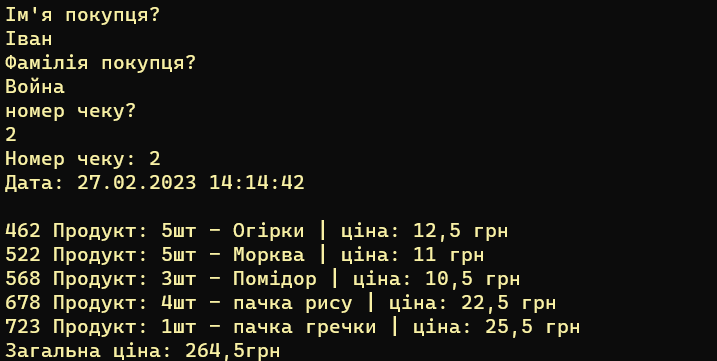 Ім'я покупця?
Іван
Фамілія покупця?
Война
номер чеку?
2
Номер чеку: 2
Дата: 27.02.2023 14:14:42
462 Продукт: 5шт - Огірки | ціна: 12,5 грн
522 Продукт: 5шт - Морква | ціна: 11 грн
568 Продукт: 3шт - Помідор | ціна: 10,5 грн
678 Продукт: 4шт - пачка рису | ціна: 22,5 грн
723 Продукт: 1шт - пачка гречки | ціна: 25,5 грн
Загальна ціна: 264,5грн